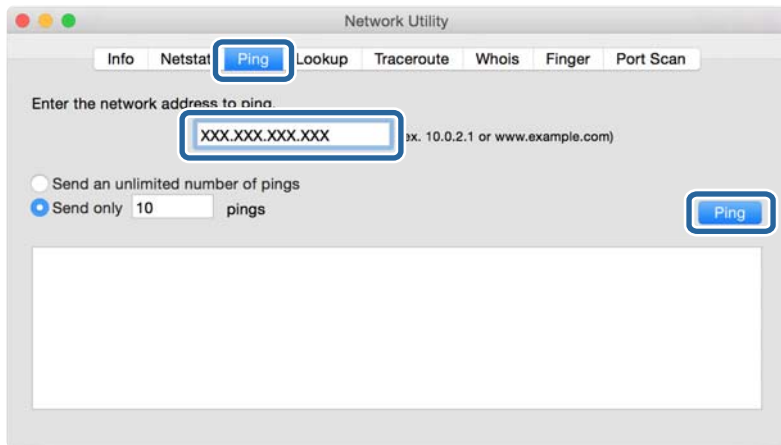 Network Utility
Info Netstat Ping Lookup Traceroute Whois Finger Port Scan
Enter the network address to ping.
XXX.XXX.XXX.XXX ex. 10.0.2.1 or www.example.com)
Send an unlimited number of pings
Send only 10 pings
Ping